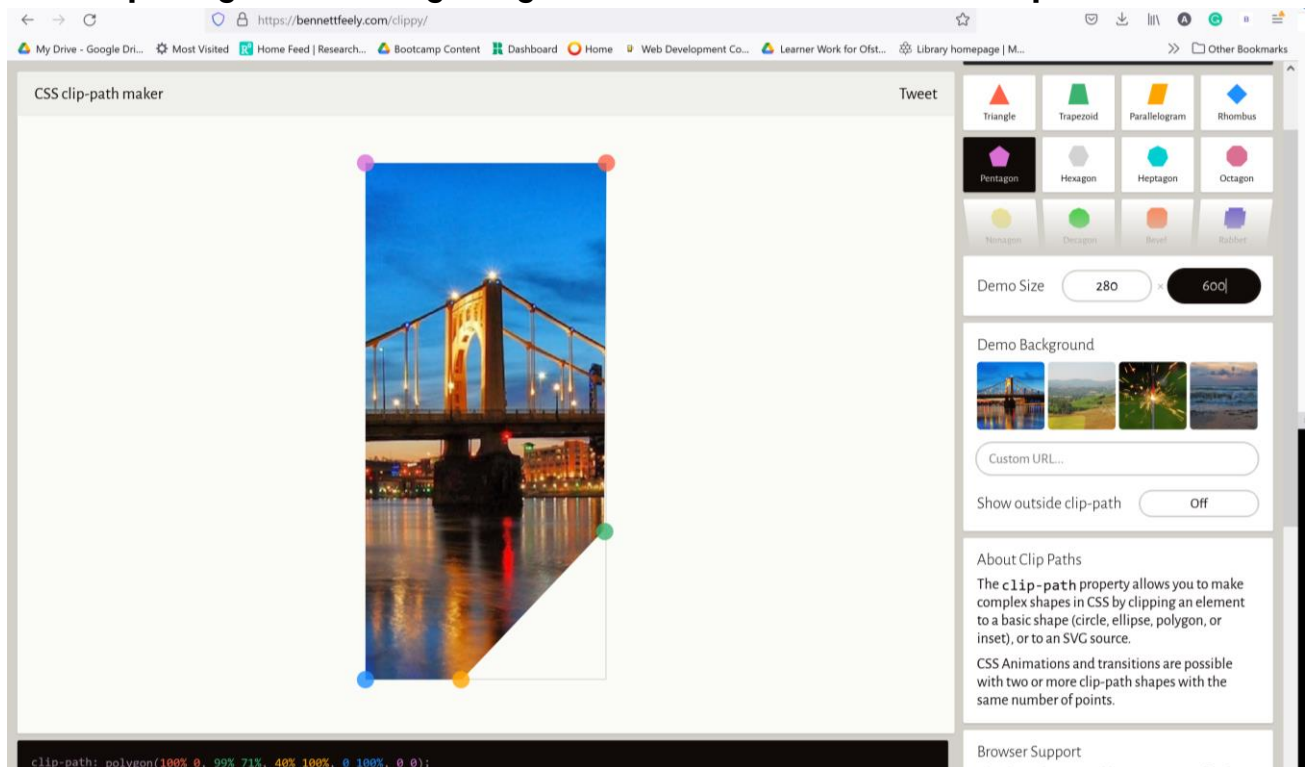 https://bennettfeely.com/clippy/
My Drive - Google Dri... Most Visited Home Feed | Research... Bootcamp Content Dashboard Home Web Development Co... Learner Work for Ofst... Library homepage | M... Other Bookmarks
CSS clip-path maker Tweet
Triangle Trapezoid Parallelogram Rhombus
Pentagon Hexagon Heptagon Octagon
Nonagon Decagon Bevel Rabbet
Demo Size 280 × 600
Demo Background
Custom URL...
Show outside clip-path Off
About Clip Paths
The clip-path property allows you to make
complex shapes in CSS by clipping an element
to a basic shape (circle, ellipse, polygon, or
inset), or to an SVG source.
CSS Animations and transitions are possible
with two or more clip-path shapes with the
same number of points.
Browser Support
clip-path: polygon(100% 0, 99% 71%, 40% 100%, 0 100%, 0 0);